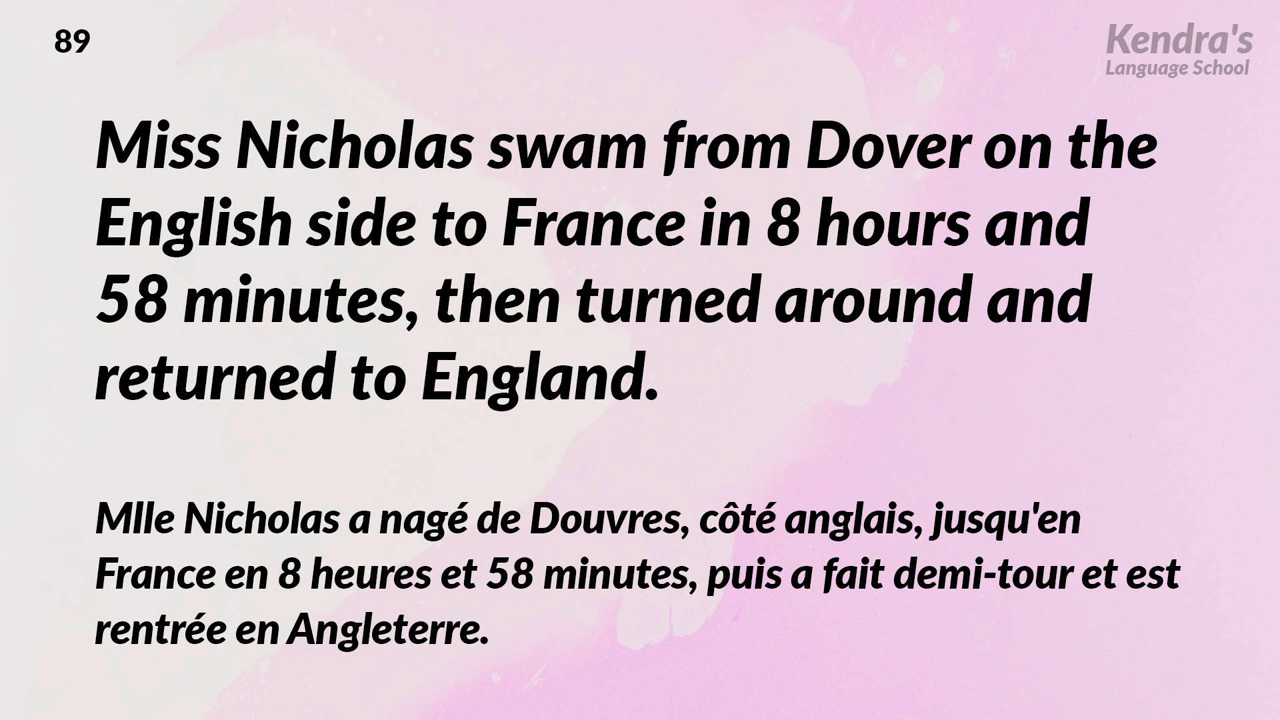 89
Kendra's
Language School
Miss Nicholas swam from Dover on the
English side to France in 8 hours and
58 minutes, then turned around and
returned to England.
Mlle Nicholas a nagé de Douvres, côté anglais, jusqu'en
France en 8 heures et 58 minutes, puis a fait demi-tour et est
rentrée en Angleterre.